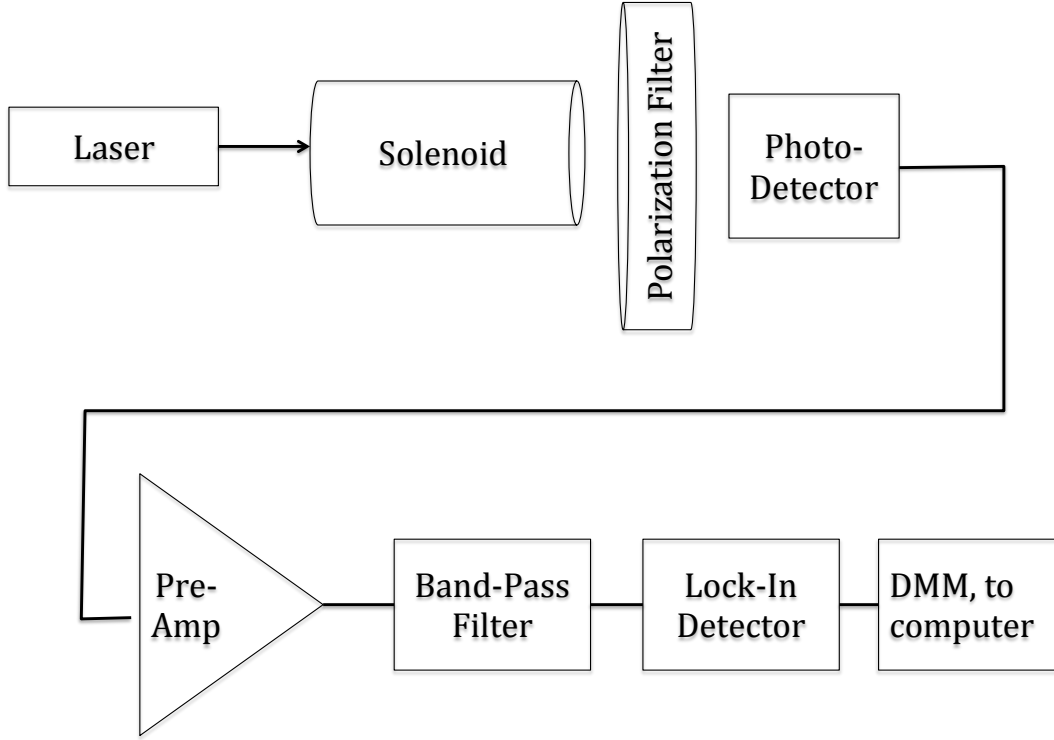 Laser
Solenoid
Polarization Filter
Photo-
Detector
Pre-
Amp
Band-Pass
Filter
Lock-In
Detector
DMM, to
computer